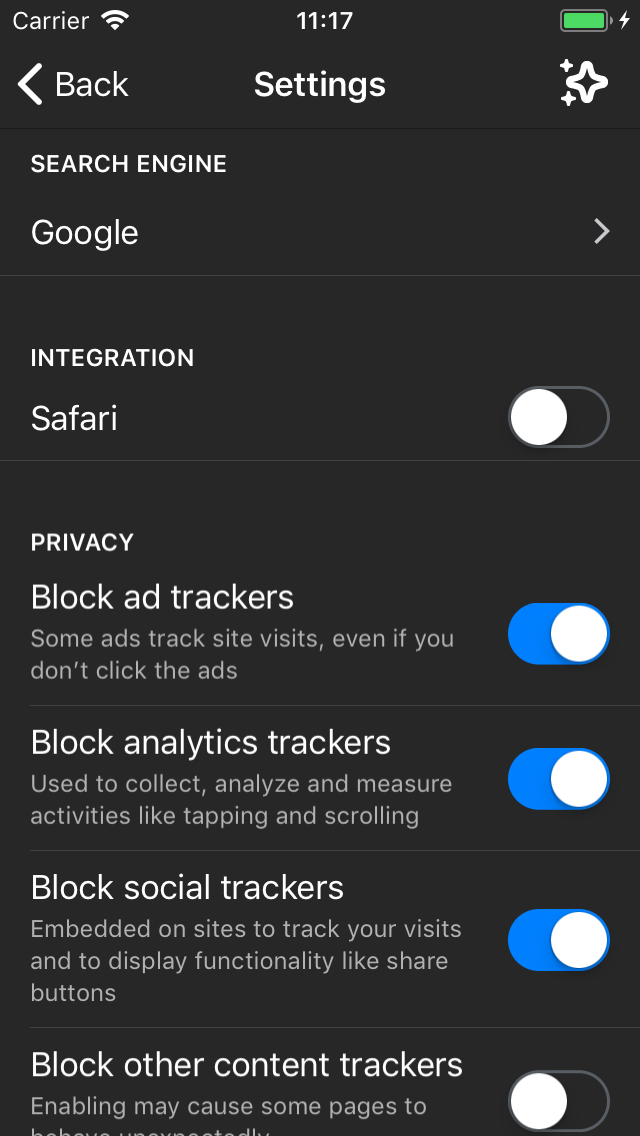 Carrier 11:17
Back Settings
SEARCH ENGINE
Google
INTEGRATION
Safari
PRIVACY
Block ad trackers
Some ads track site visits, even if you
don’t click the ads
Block analytics trackers
Used to collect, analyze and measure
activities like tapping and scrolling
Block social trackers
Embedded on sites to track your visits
and to display functionality like share
buttons
Block other content trackers
Enabling may cause some pages to
behave unexpectedly